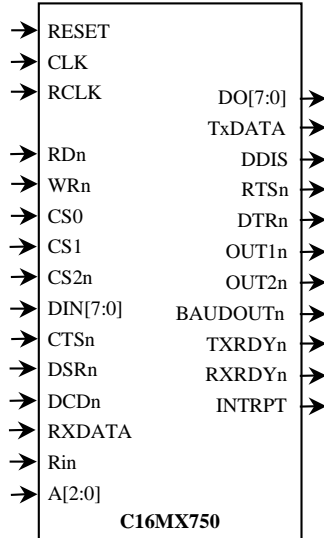 RESET
CLK
RCLK
RDn
WRn
CS0
CS1
CS2n
DIN[7:0]
CTSn
DSRn
DCDn
RXDATA
Rin
A[2:0]
DO[7:0]
TxDATA
DDIS
RTSn
DTRn
OUT1n
OUT2n
BAUDOUTn
TXRDYn
RXRDYn
INTRPT
C16MX750